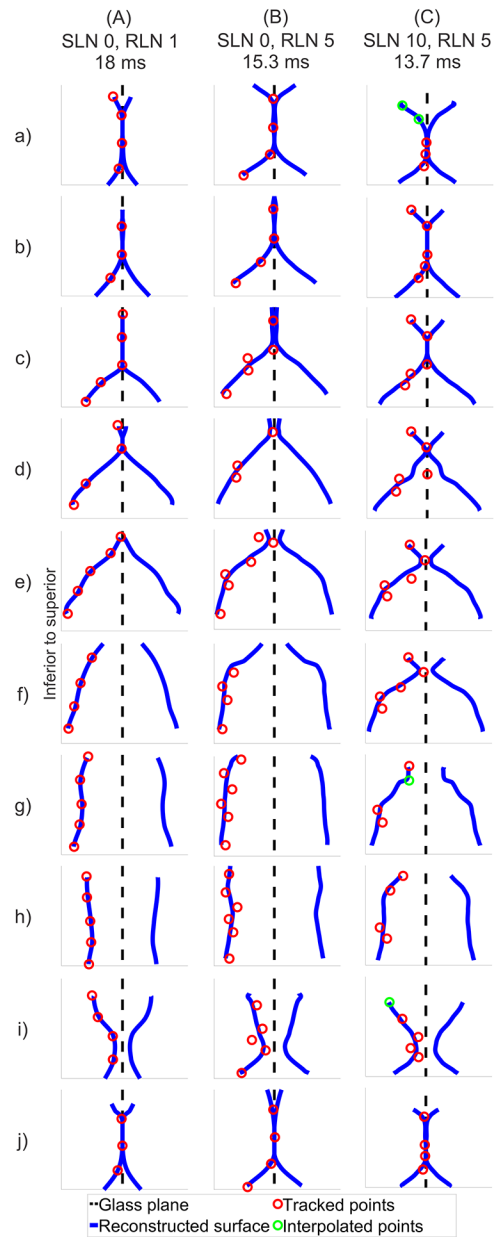 (A) (B) (C)
SLN 0, RLN 1 SLN 0, RLN 5 SLN 10, RLN 5
18 ms 15.3 ms 13.7 ms
a)
b)
c)
d)
e)
f)
g)
h)
i)
j)
Inferior to superior
Glass plane Tracked points
Reconstructed surface Interpolated points